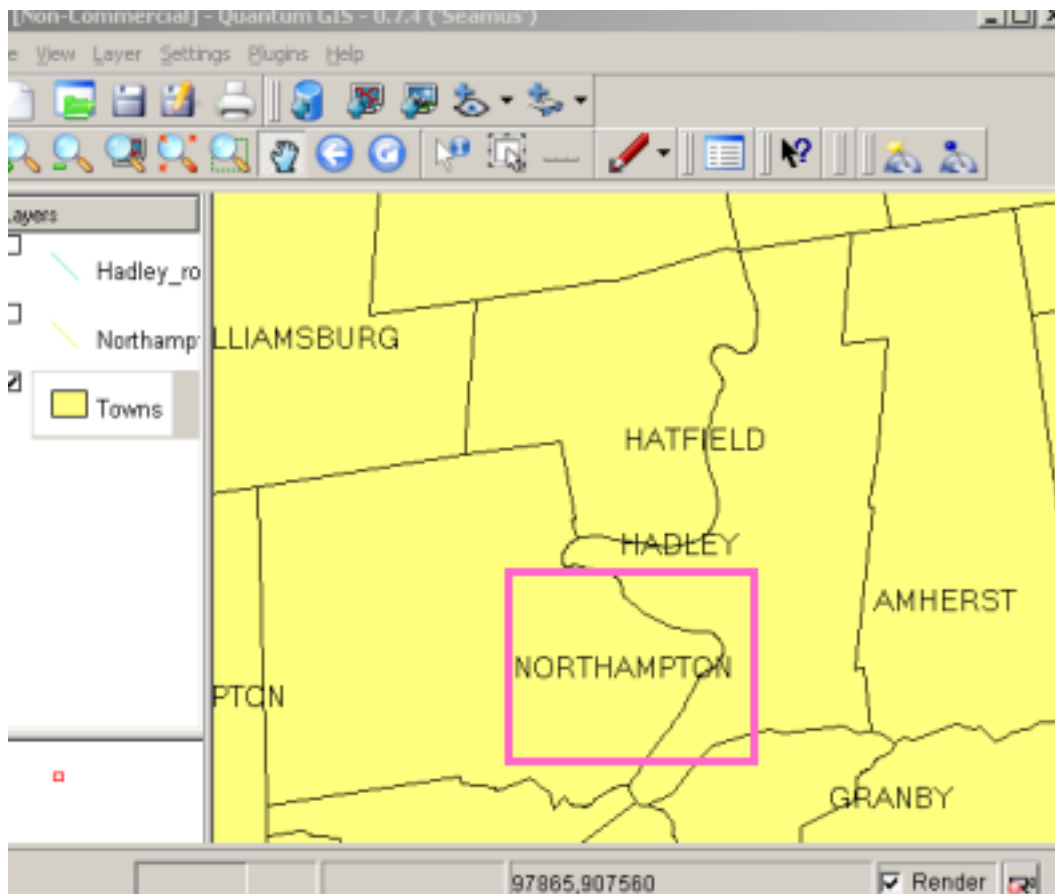 [Non-Commercial] - Quantum GIS - 0.7.4 ('Seamus')
e View Layer Settings Plugins Help
ayers
Hadley_ro
Northamp
Towns
LLIAMSBURG
HATFIELD
HADLEY
AMHERST
NORTHAMPTON
PTON
GRANBY
97865,907560
Render